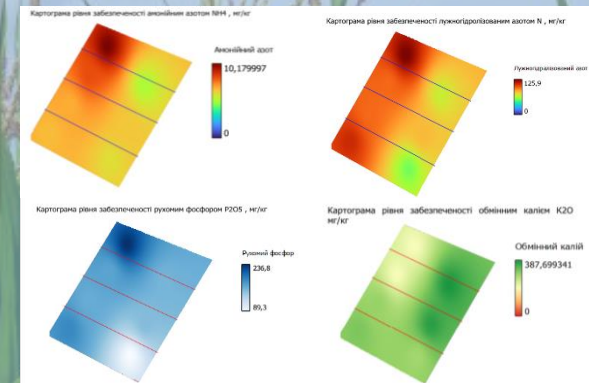 Картограма рівня забезпеченості амонійним азотом NH4 , мг/кг
Амонійний азот
10,179997
0
Картограма рівня забезпеченості лужногідролізованим азотом N , мг/кг
Лужногідролізований азот
125,9
0
Картограма рівня забезпеченості рухомим фосфором P2O5 , мг/кг
Рухомий фосфор
236,8
89,3
Картограма рівня забезпеченості обмінним калієм K2O
мг/кг
Обмінний калій
387,699341
0